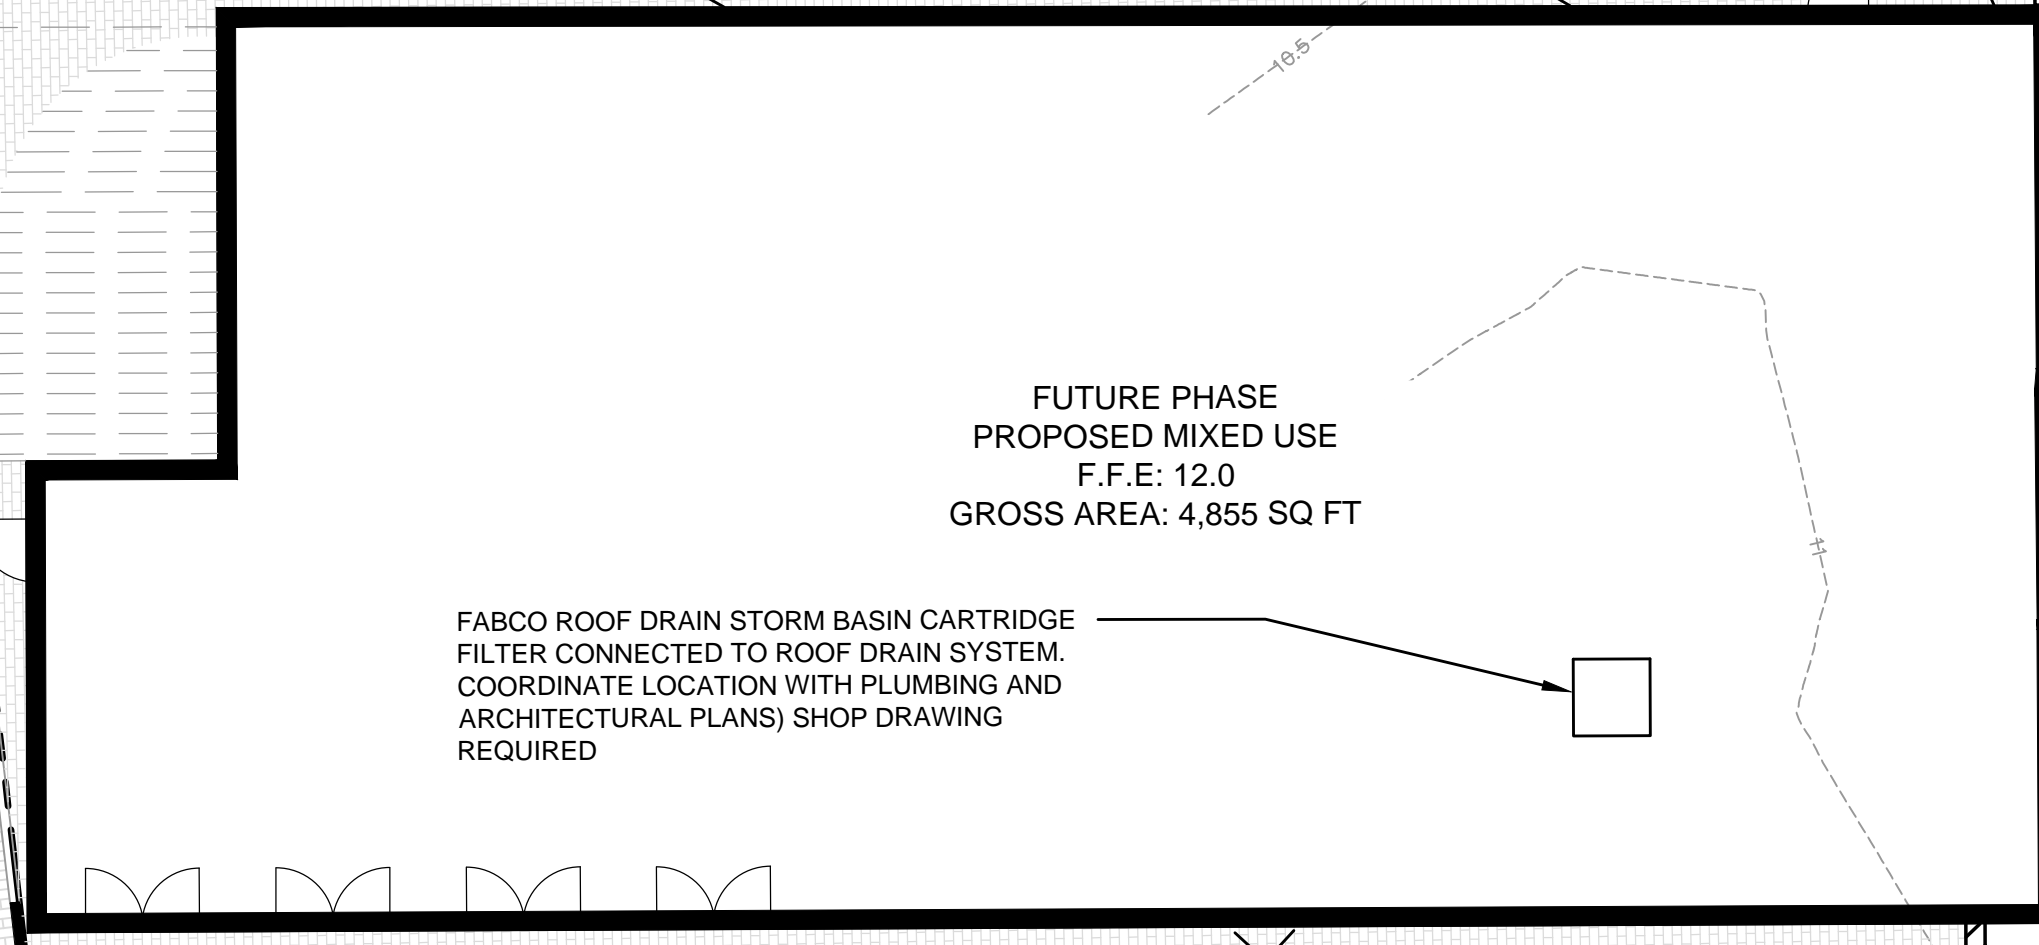 10.5
FUTURE PHASE
PROPOSED MIXED USE
F.F.E: 12.0
GROSS AREA: 4,855 SQ FT
11
FABCO ROOF DRAIN STORM BASIN CARTRIDGE
FILTER CONNECTED TO ROOF DRAIN SYSTEM.
COORDINATE LOCATION WITH PLUMBING AND
ARCHITECTURAL PLANS) SHOP DRAWING
REQUIRED